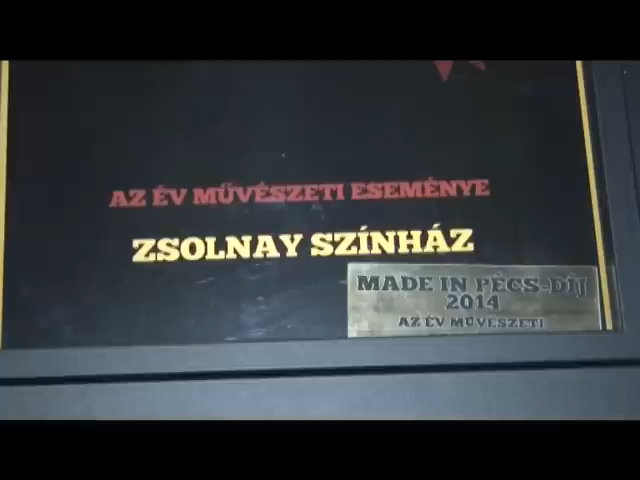 AZ ÉV MŰVÉSZETI ESEMÉNYE
ZSOLNAY SZÍNHÁZ
MADE IN PÉCS-DÍJ
2014
AZ ÉV MŰVÉSZETI